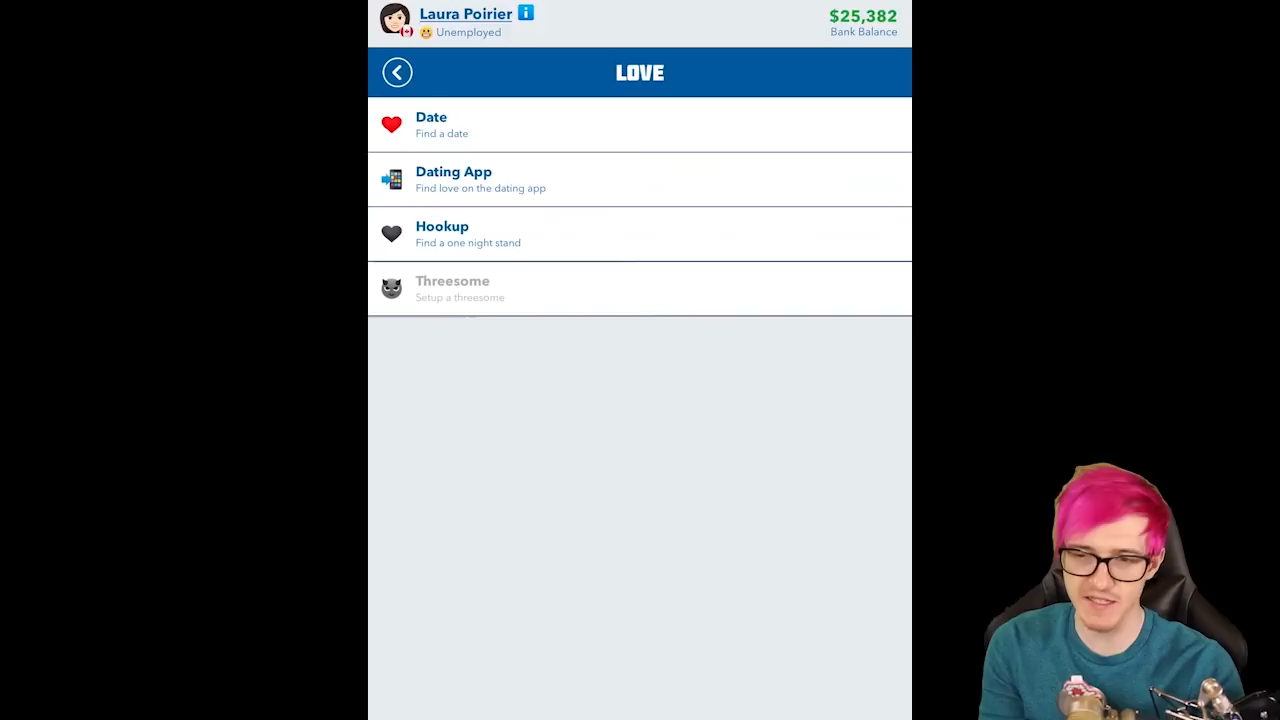 Laura Poirier
$25,382
Unemployed
Bank Balance
LOVE
Date
Find a date
Dating App
Find love on the dating app
Hookup
Find a one night stand
Threesome
Setup a threesome